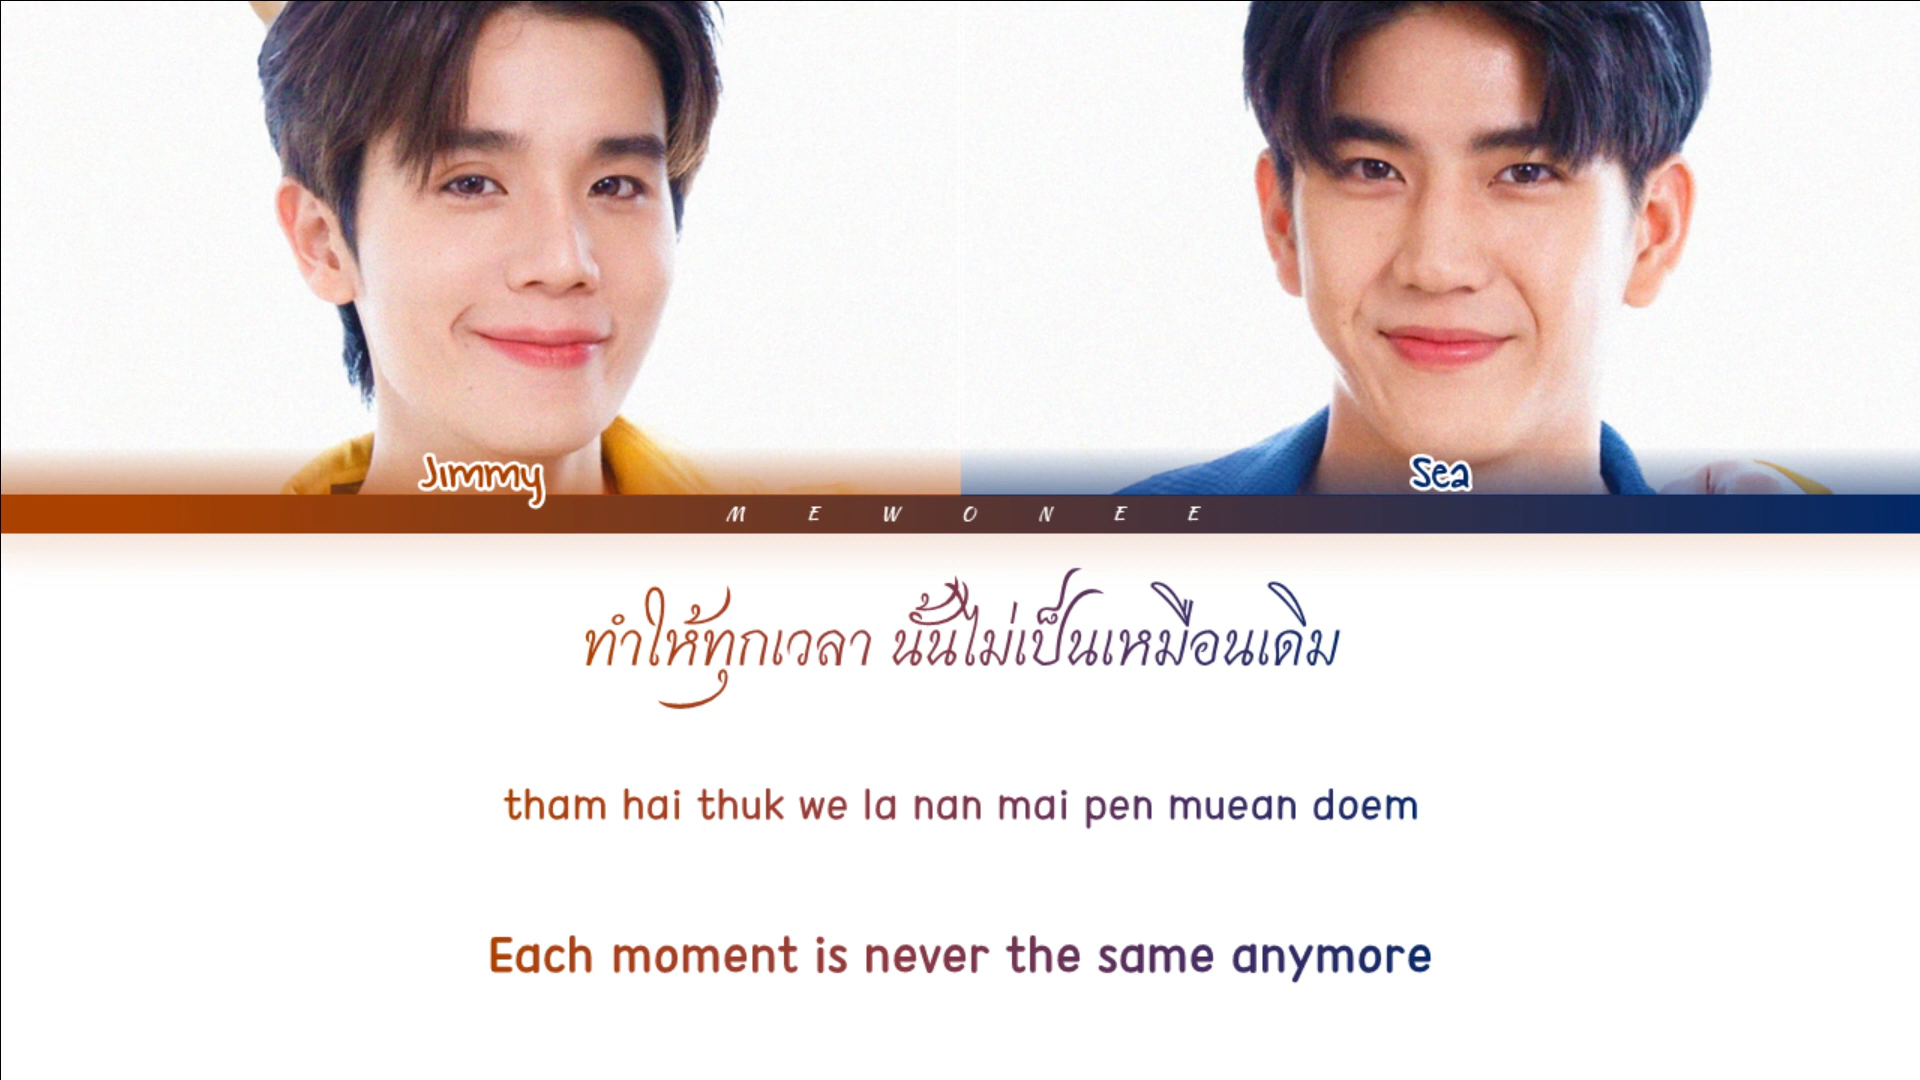 Jimmy
Sea
M E W O N E E
ทำให้ทุกเวลา นั้นไม่เป็นเหมือนเดิม
tham hai thuk we la nan mai pen muean doem
Each moment is never the same anymore